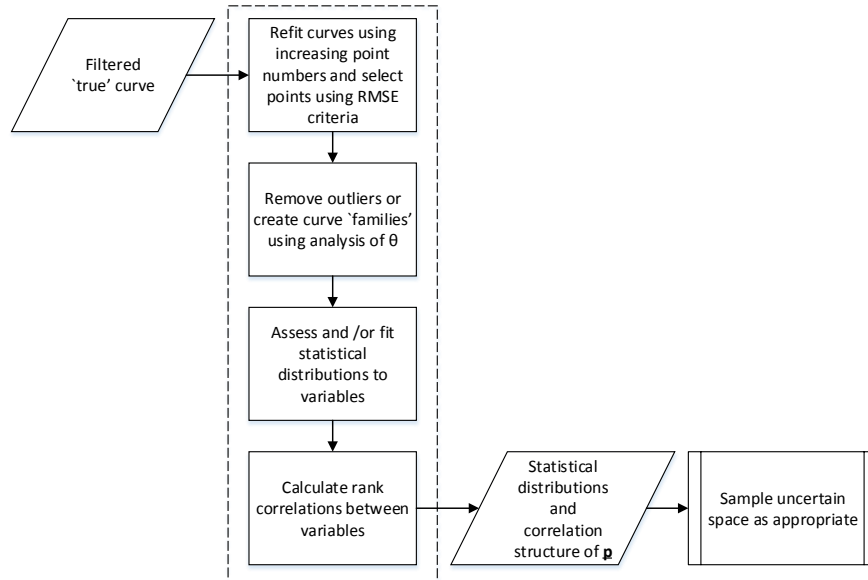 Filtered
`true’ curve
Refit curves using
increasing point
numbers and select
points using RMSE
criteria
Remove outliers or
create curve `families’
using analysis of θ
Assess and /or fit
statistical
distributions to
variables
Calculate rank
correlations between
variables
Statistical
distributions
and
correlation
structure of p
Sample uncertain
space as appropriate